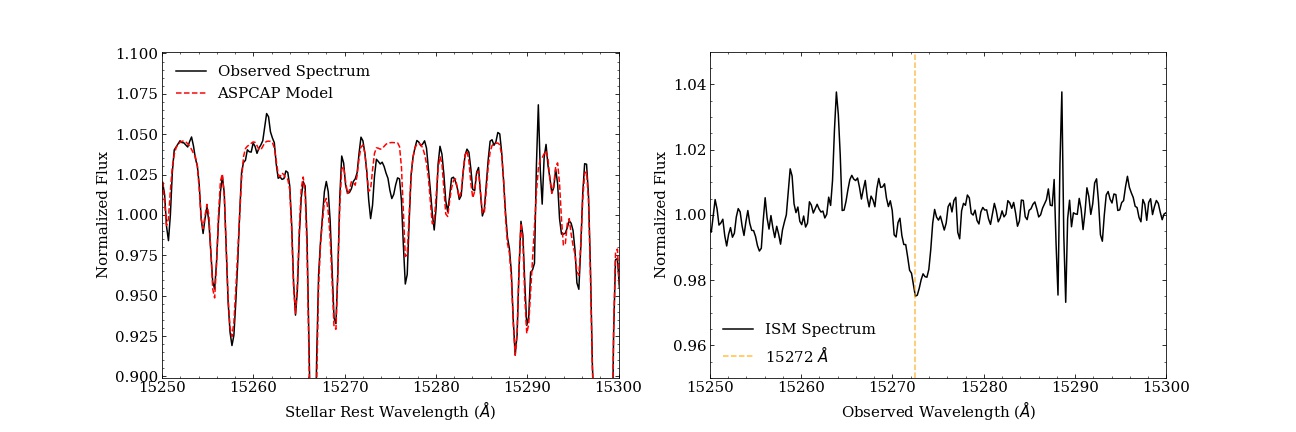 1.100
1.075
1.050
1.025
1.000
0.975
0.950
0.925
0.900
Normalized Flux
Observed Spectrum
ASPCAP Model
15250 15260 15270 15280 15290 15300
Stellar Rest Wavelength (Å)
1.04
1.02
1.00
0.98
0.96
Normalized Flux
ISM Spectrum
15272 Å
15250 15260 15270 15280 15290 15300
Observed Wavelength (Å)